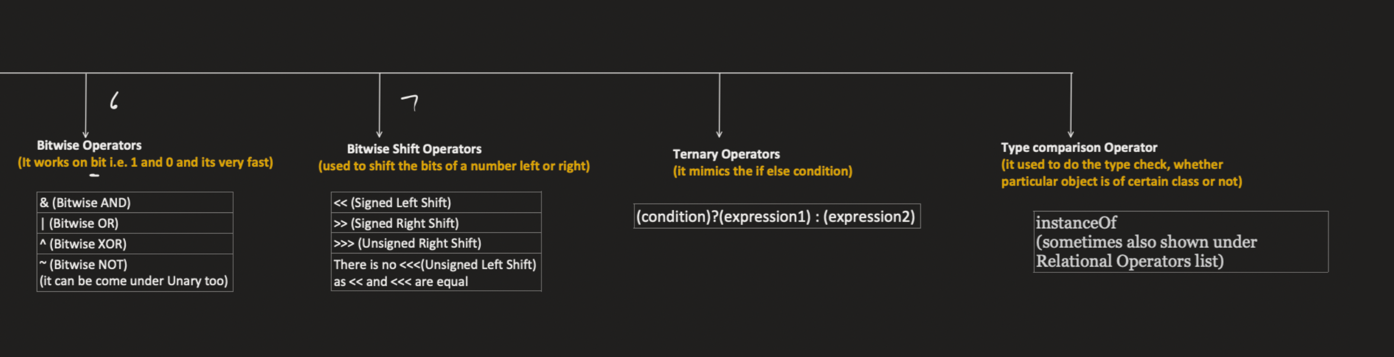 6
7
Bitwise Operators
(It works on bit i.e. 1 and 0 and its very fast)
& (Bitwise AND)
| (Bitwise OR)
^ (Bitwise XOR)
~ (Bitwise NOT)
(it can be come under Unary too)
Bitwise Shift Operators
(used to shift the bits of a number left or right)
<< (Signed Left Shift)
>> (Signed Right Shift)
>>> (Unsigned Right Shift)
There is no <<<(Unsigned Left Shift)
as << and <<< are equal
Ternary Operators
(it mimics the if else condition)
(condition)?(expression1) : (expression2)
Type comparison Operator
(it used to do the type check, whether
particular object is of certain class or not)
instanceOf
(sometimes also shown under
Relational Operators list)